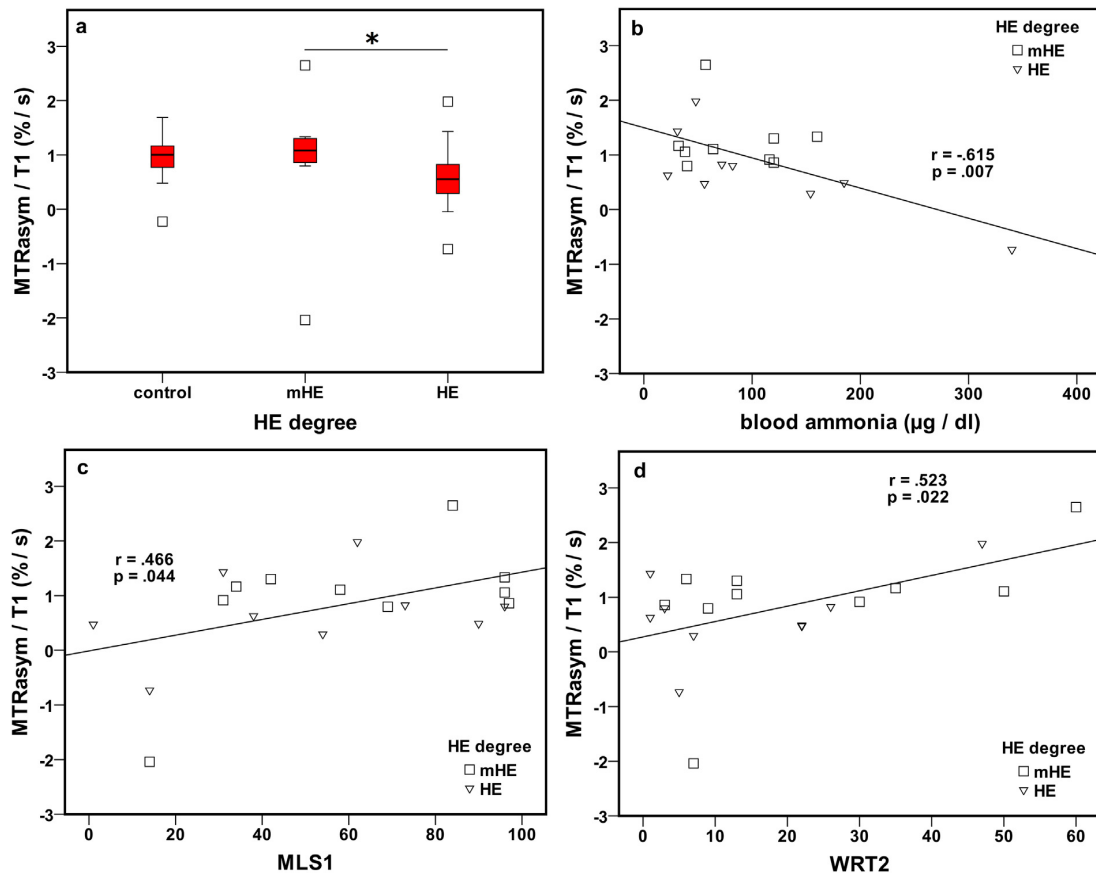 a
*
3
2
1
0
-1
-2
-3
MTRasym / T1 (% / s)
control mHE HE
HE degree
b
HE degree
mHE
HE
r = -.615
p = .007
3
2
1
0
-1
-2
-3
MTRasym / T1 (% / s)
0 100 200 300 400
blood ammonia (µg / dl)
c
r = .466
p = .044
3
2
1
0
-1
-2
-3
MTRasym / T1 (% / s)
HE degree
mHE
HE
0 20 40 60 80 100
MLS1
d
r = .523
p = .022
3
2
1
0
-1
-2
-3
MTRasym / T1 (% / s)
HE degree
mHE
HE
0 10 20 30 40 50 60
WRT2